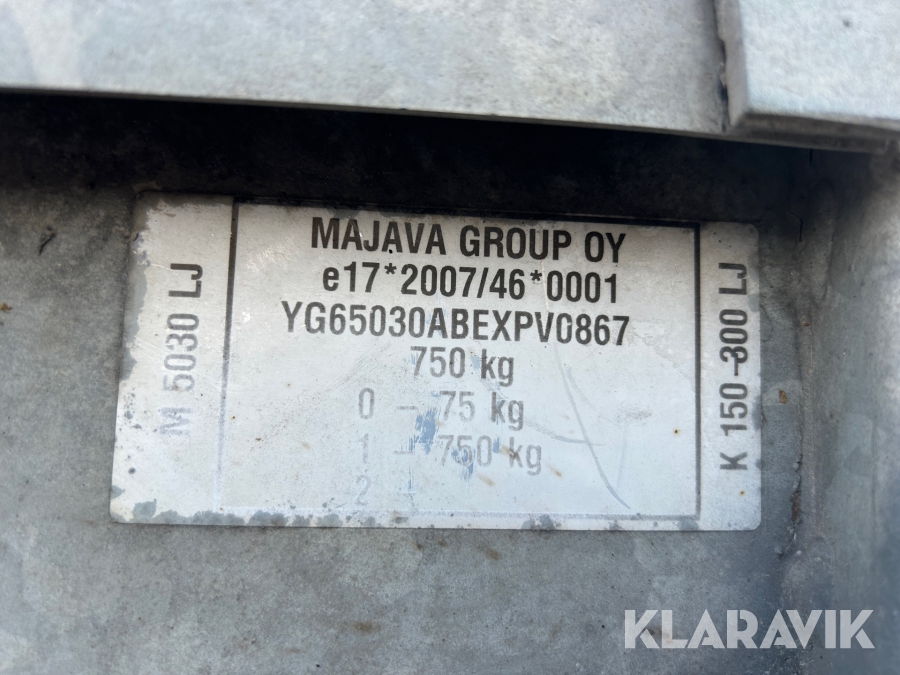 MAJAVA GROUP OY
e17*2007/46*0001
YG65030ABEXPV0867
750 kg
0 - 75 kg
1 - 750 kg
2 -
M 5030 LJ
K 150-300 LJ
KLARAVIK